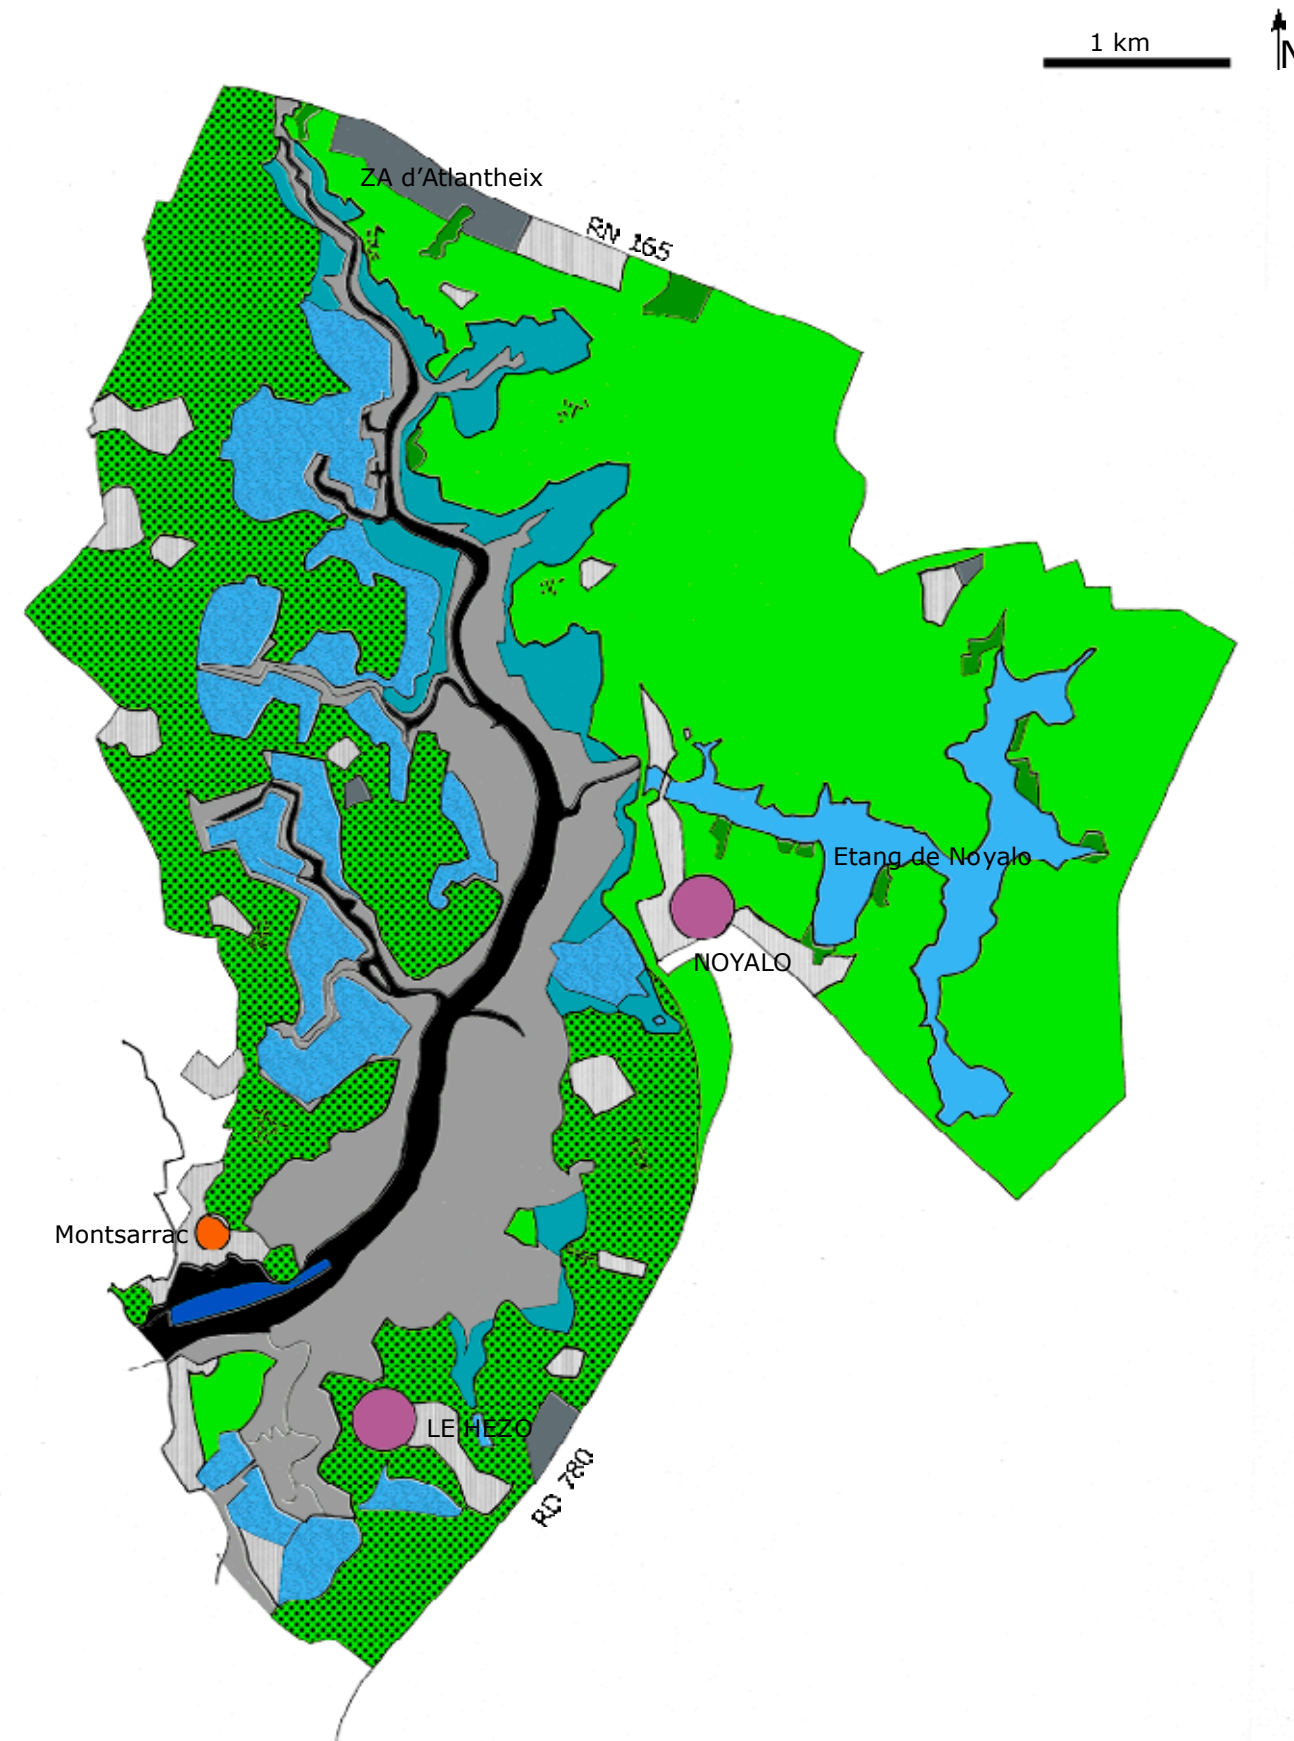 1 km
N
ZA d'Atlantheix
RN 165
Etang de Noyalo
NOYALO
Montsarrac
LE HEZO
RD 780